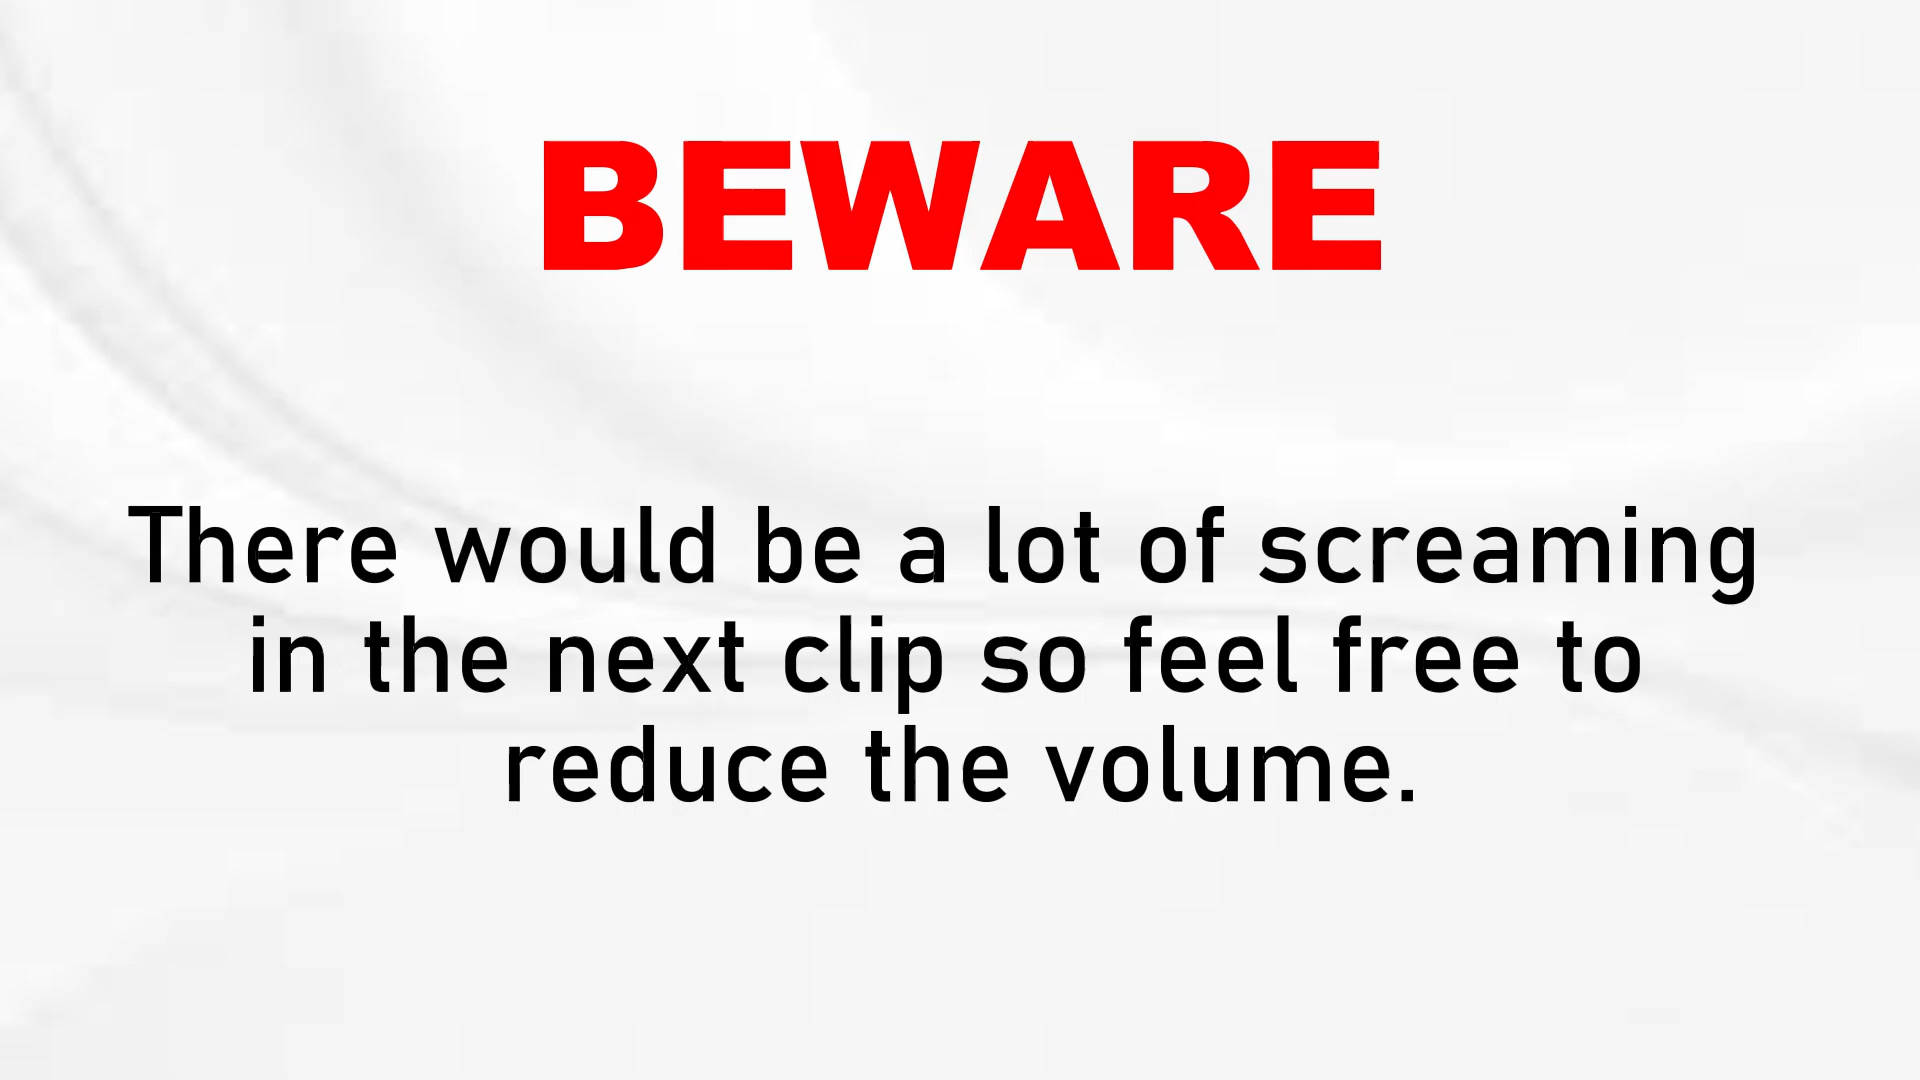 BEWARE
There would be a lot of screaming
in the next clip so feel free to
reduce the volume.